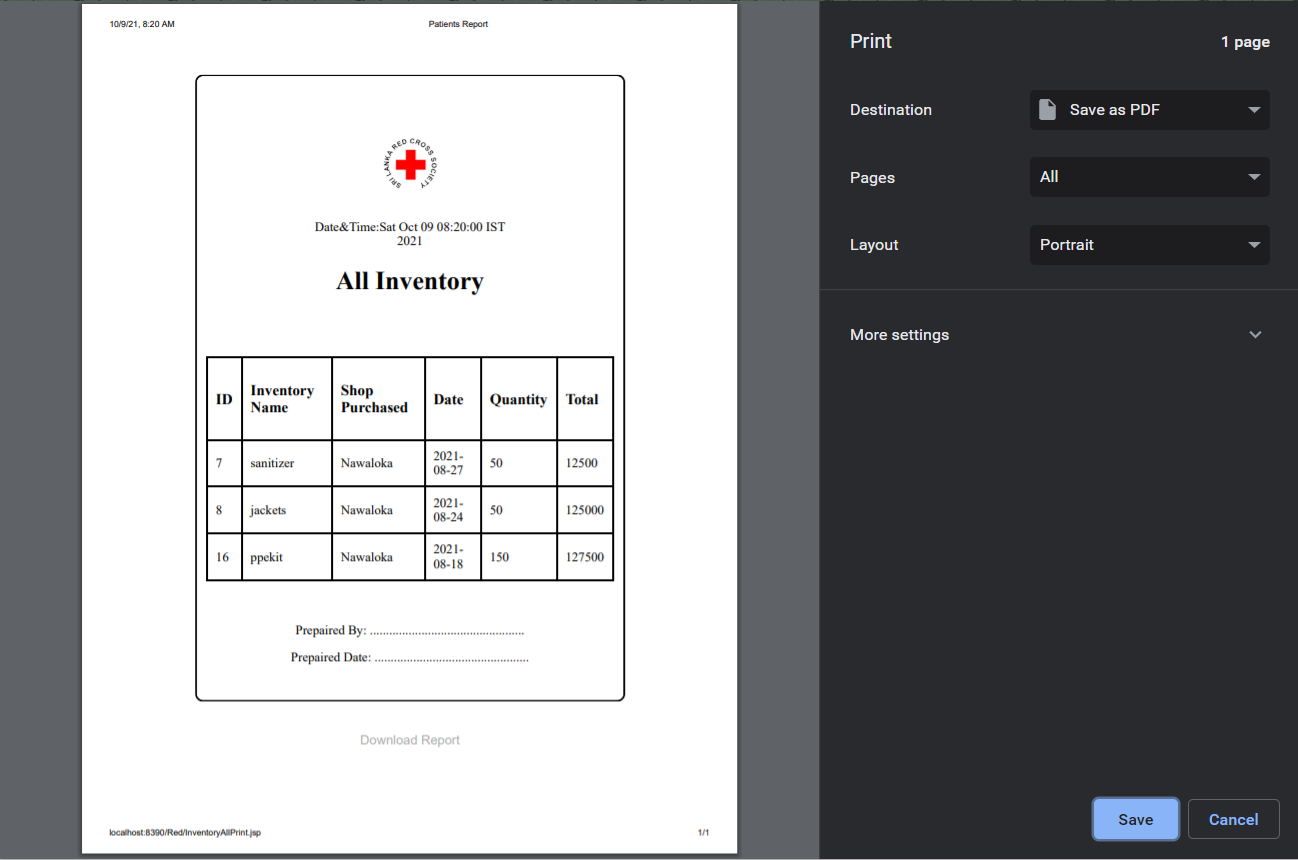 10/9/21, 8:20 AM
Patients Report
SRI LANKA RED CROSS SOCIETY
Date&Time:Sat Oct 09 08:20:00 IST
2021
All Inventory
ID Inventory Name Shop Purchased Date Quantity Total
7 sanitizer Nawaloka 2021-08-27 50 12500
8 jackets Nawaloka 2021-08-24 50 125000
16 ppekit Nawaloka 2021-08-18 150 127500
Prepaired By: ................................................
Prepaired Date: ................................................
Download Report
localhost:8390/Red/InventoryAllPrint.jsp
1/1
Print
1 page
Destination
Save as PDF
Pages
All
Layout
Portrait
More settings
Save
Cancel